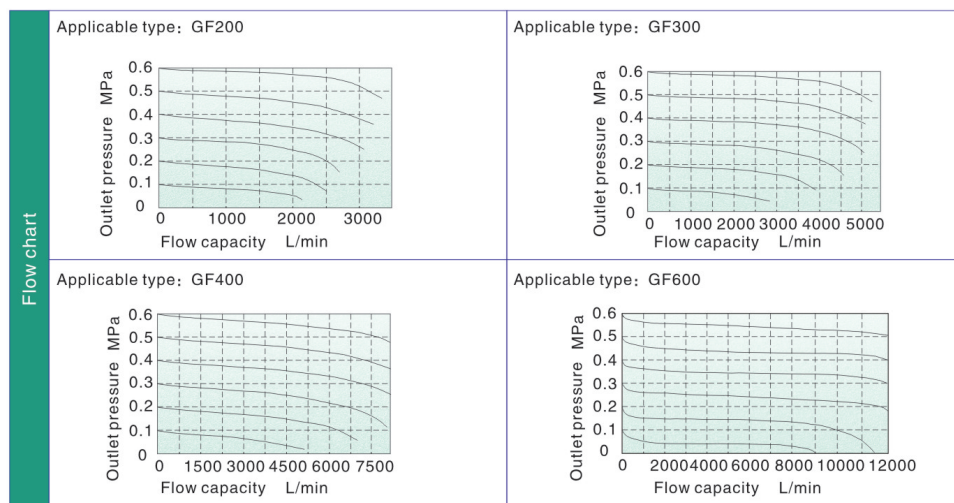 Flow chart
Applicable type: GF200
Outlet pressure MPa
0.6
0.5
0.4
0.3
0.2
0.1
0
0 1000 2000 3000
Flow capacity L/min
Applicable type: GF300
Outlet pressure MPa
0.6
0.5
0.4
0.3
0.2
0.1
0
0 1000 2000 3000 4000 5000
Flow capacity L/min
Applicable type: GF400
Outlet pressure MPa
0.6
0.5
0.4
0.3
0.2
0.1
0
0 1500 3000 4500 6000 7500
Flow capacity L/min
Applicable type: GF600
Outlet pressure MPa
0.6
0.5
0.4
0.3
0.2
0.1
0
0 2000 4000 6000 8000 10000 12000
Flow capacity L/min